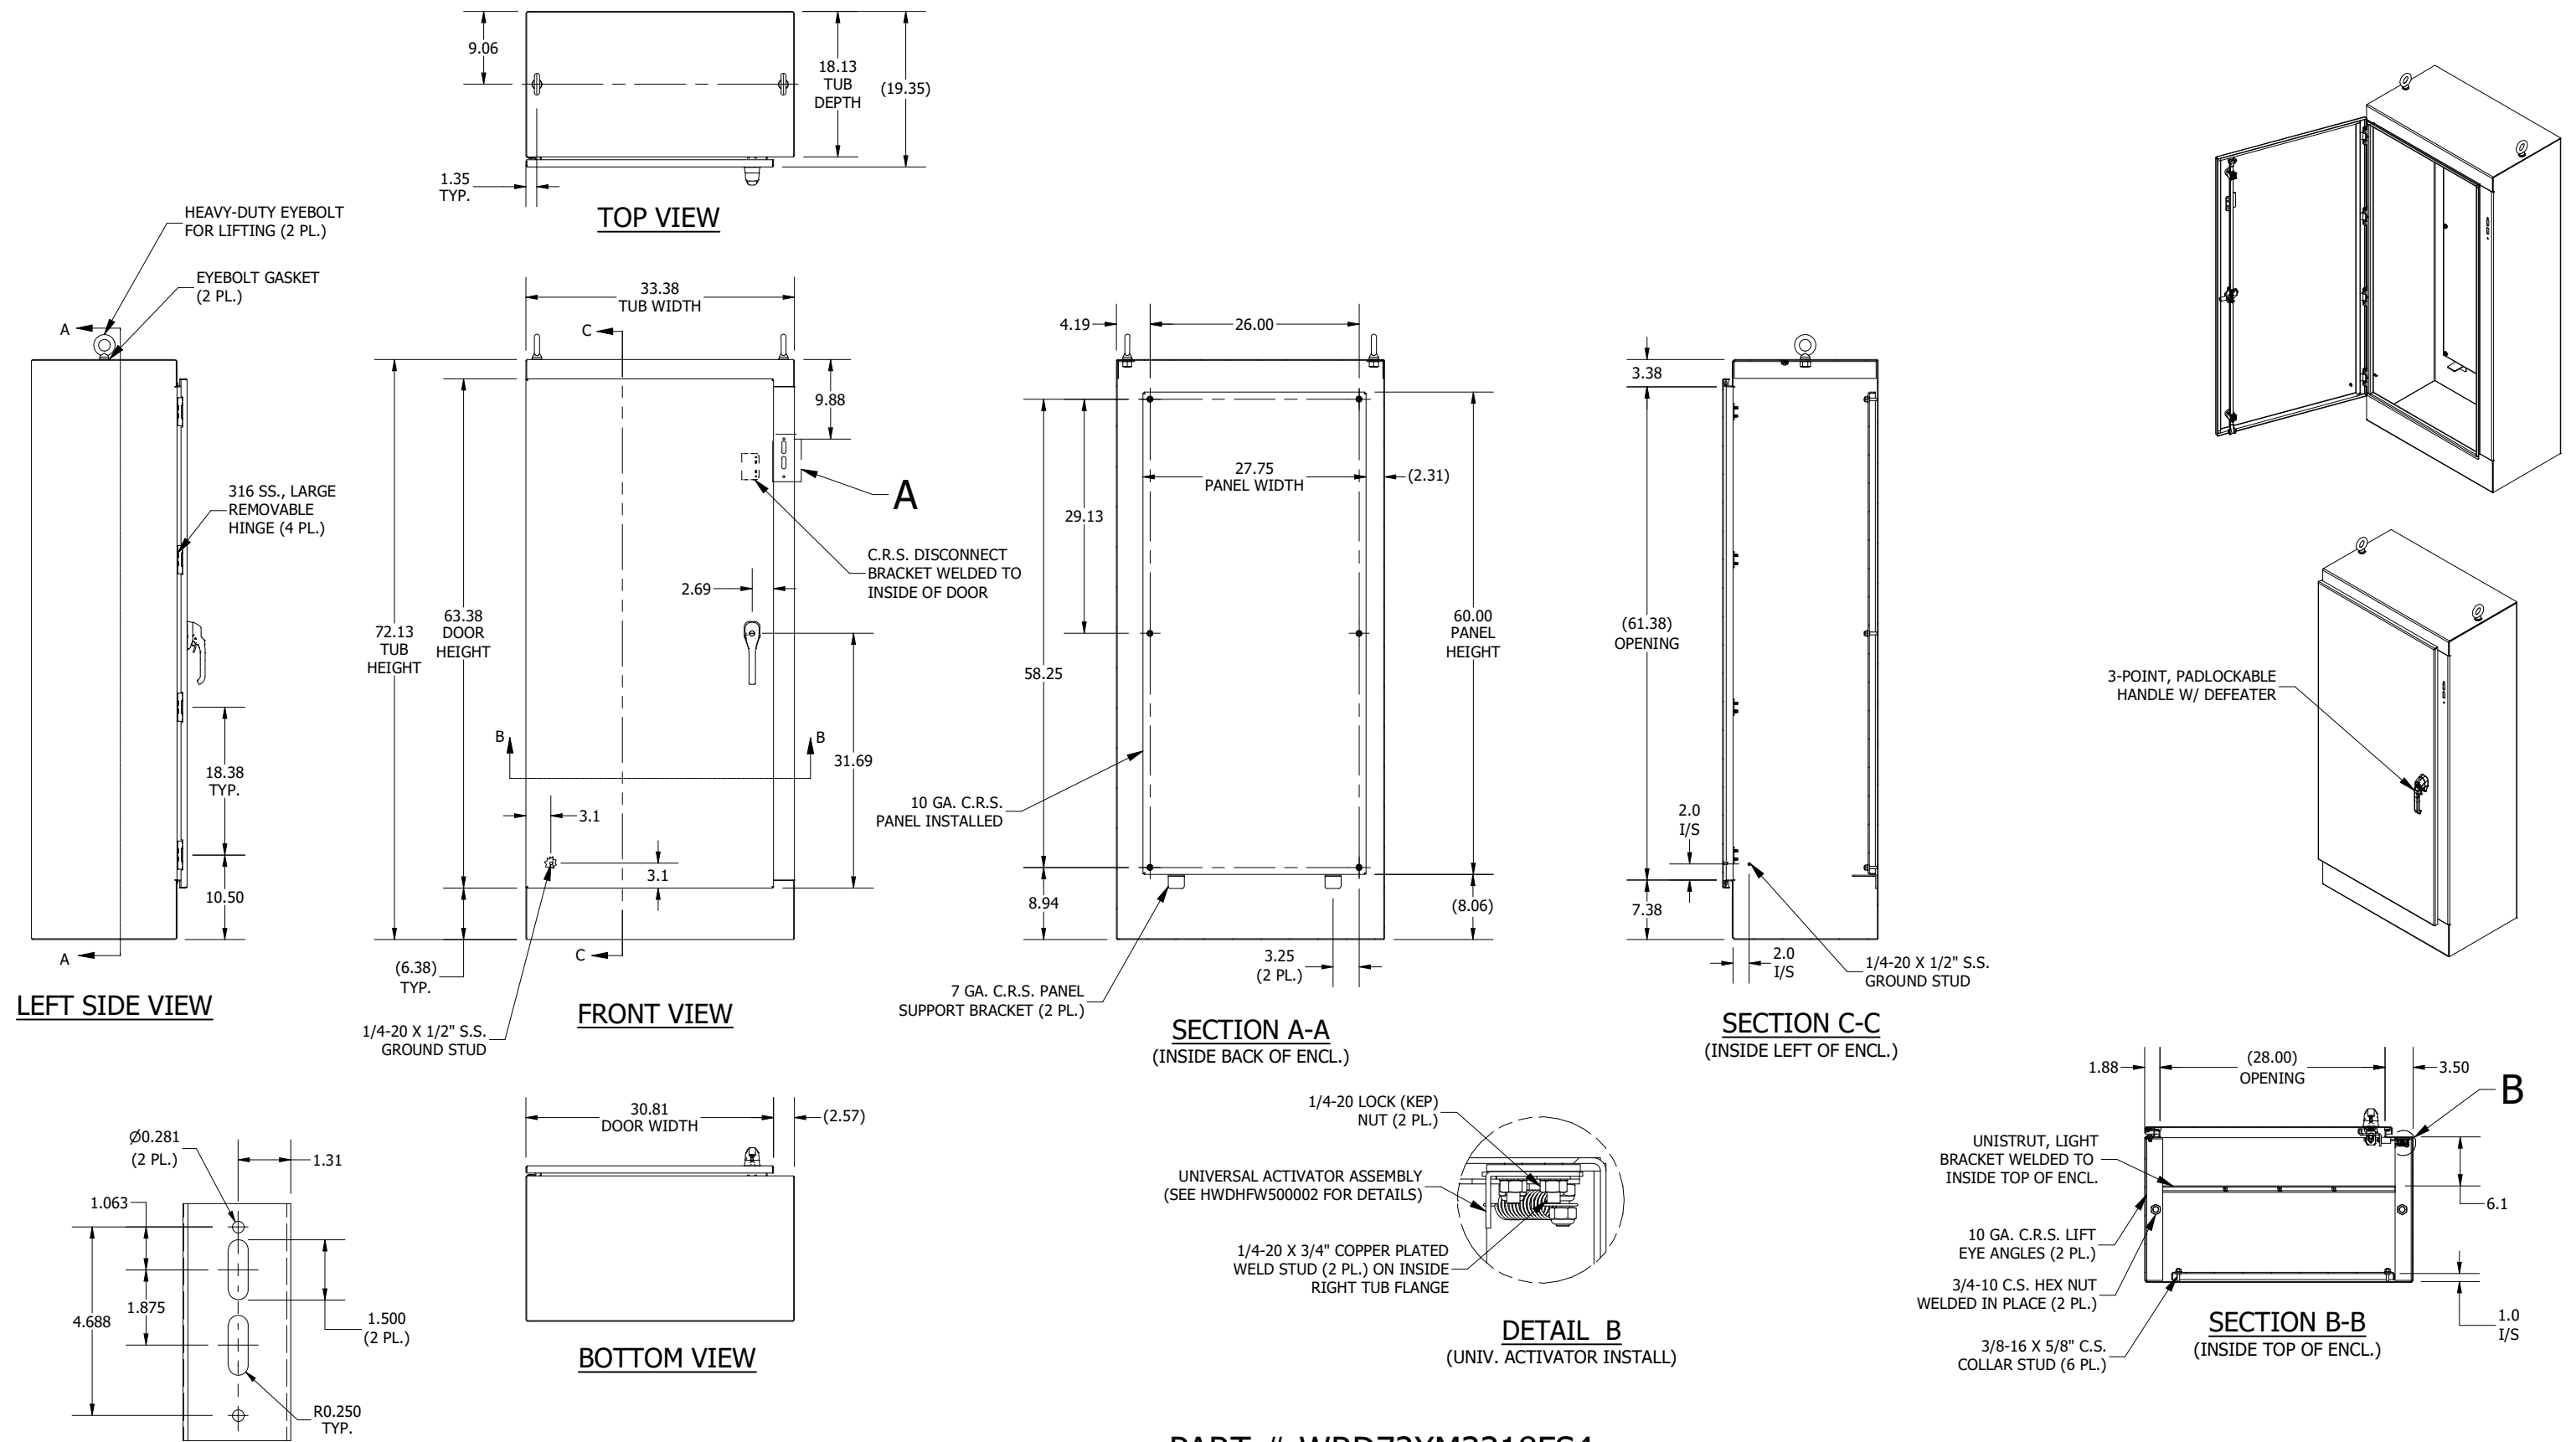 9.06
18.13
TUB
DEPTH
(19.35)
1.35
TYP.
TOP VIEW
HEAVY-DUTY EYEBOLT
FOR LIFTING (2 PL.)
EYEBOLT GASKET
(2 PL.)
A
316 SS., LARGE
REMOVABLE
HINGE (4 PL.)
18.38
TYP.
10.50
A
LEFT SIDE VIEW
33.38
TUB WIDTH
C
9.88
A
C.R.S. DISCONNECT
BRACKET WELDED TO
INSIDE OF DOOR
2.69
72.13
TUB
HEIGHT
63.38
DOOR
HEIGHT
B
B
31.69
3.1
3.1
(6.38)
TYP.
C
1/4-20 X 1/2" S.S.
GROUND STUD
FRONT VIEW
4.19
26.00
27.75
PANEL WIDTH
(2.31)
29.13
58.25
60.00
PANEL
HEIGHT
10 GA. C.R.S.
PANEL INSTALLED
8.94
(8.06)
3.25
(2 PL.)
7 GA. C.R.S. PANEL
SUPPORT BRACKET (2 PL.)
SECTION A-A
(INSIDE BACK OF ENCL.)
3.38
(61.38)
OPENING
2.0
I/S
7.38
2.0
I/S
1/4-20 X 1/2" S.S.
GROUND STUD
SECTION C-C
(INSIDE LEFT OF ENCL.)
3-POINT, PADLOCKABLE
HANDLE W/ DEFEATER
Ø0.281
(2 PL.)
1.31
1.063
1.875
4.688
1.500
(2 PL.)
R0.250
TYP.
30.81
DOOR WIDTH
(2.57)
BOTTOM VIEW
1/4-20 LOCK (KEP)
NUT (2 PL.)
UNIVERSAL ACTIVATOR ASSEMBLY
(SEE HWDHFW500002 FOR DETAILS)
1/4-20 X 3/4" COPPER PLATED
WELD STUD (2 PL.) ON INSIDE
RIGHT TUB FLANGE
DETAIL B
(UNIV. ACTIVATOR INSTALL)
1.88
(28.00)
OPENING
3.50
B
UNISTRUT, LIGHT
BRACKET WELDED TO
INSIDE TOP OF ENCL.
6.1
10 GA. C.R.S. LIFT
EYE ANGLES (2 PL.)
3/4-10 C.S. HEX NUT
WELDED IN PLACE (2 PL.)
3/8-16 X 5/8" C.S.
COLLAR STUD (6 PL.)
1.0
I/S
SECTION B-B
(INSIDE TOP OF ENCL.)
PART #